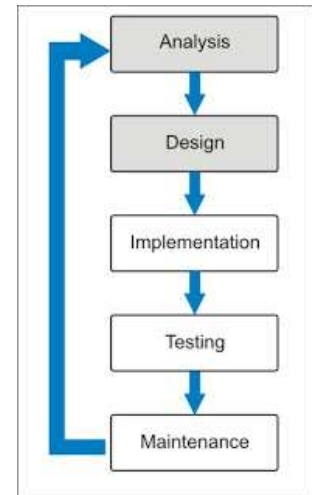 Analysis
Design
Implementation
Testing
Maintenance